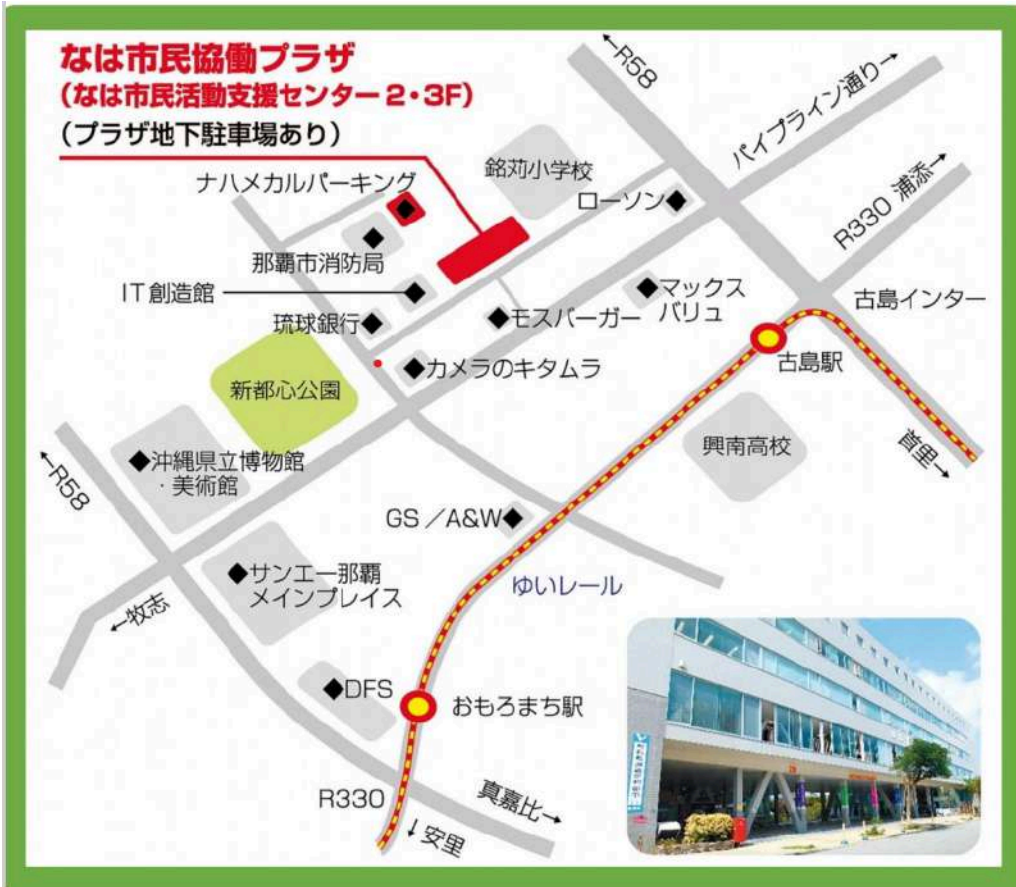 なは市民協働プラザ
(なは市民活動支援センター2・3F)
(プラザ地下駐車場あり)
←R58
パイプライン通り→
R330 浦添→
銘苅小学校
ナハメカルパーキング
ローソン
那覇市消防局
IT創造館
琉球銀行
モスバーガー
マックス
バリュ
古島インター
古島駅
カメラのキタムラ
新都心公園
興南高校
首里→
←R58
沖縄県立博物館
・美術館
GS/A&W
ゆいレール
サンエー那覇
メインプレイス
←牧志
DFS
おもろまち駅
R330
↓安里
真嘉比→